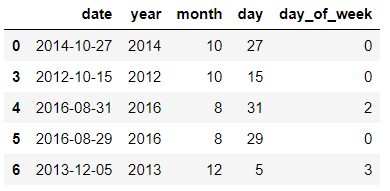 date year month day day_of_week
0 2014-10-27 2014 10 27 0
3 2012-10-15 2012 10 15 0
4 2016-08-31 2016 8 31 2
5 2016-08-29 2016 8 29 0
6 2013-12-05 2013 12 5 3